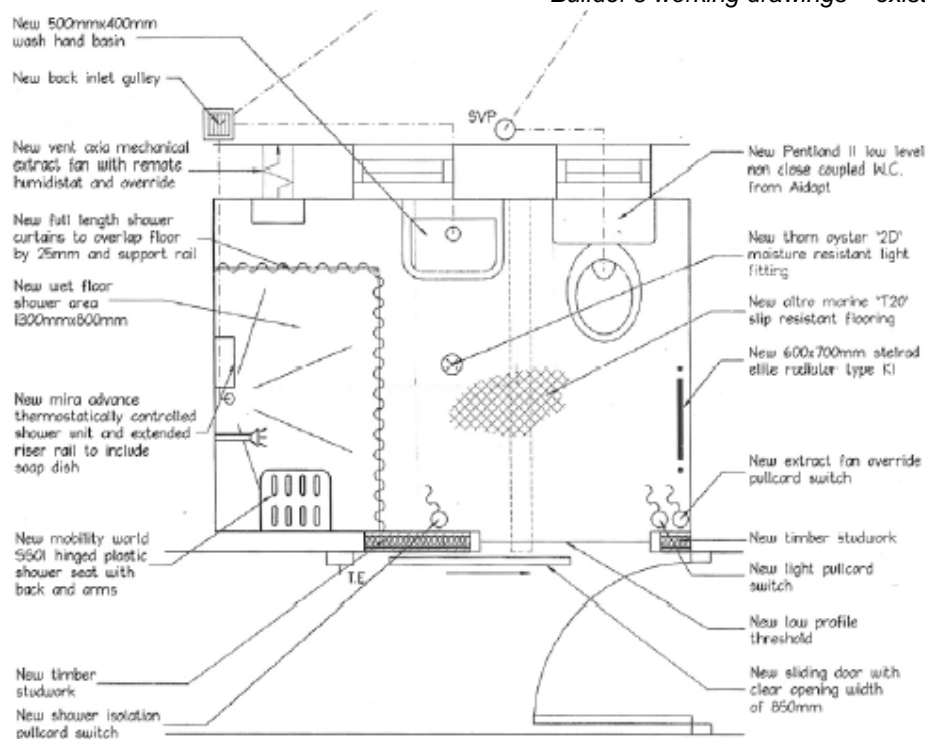 Builder's working drawings – exist
New 500mmx400mm
wash hand basin
New back inlet gulley
New vent axia mechanical
extract fan with remote
humidistat and override
New full length shower
curtains to overlap floor
by 25mm and support rail
New wet floor
shower area
1300mmx800mm
New mira advance
thermostatically controlled
shower unit and extended
riser rail to include
soap dish
New mobility world
SS01 hinged plastic
shower seat with
back and arms
New timber
studwork
New shower isolation
pullcord switch
SVP
T.E.
New Pentland II low level
non close coupled W.C.
from Aidapt
New thorn oyster "2D"
moisture resistant light
fitting
New altro marine "T20"
slip resistant flooring
New 600x700mm stelrad
elite radiator type K1
New extract fan override
pullcord switch
New timber studwork
New light pullcord
switch
New low profile
threshold
New sliding door with
clear opening width
of 850mm